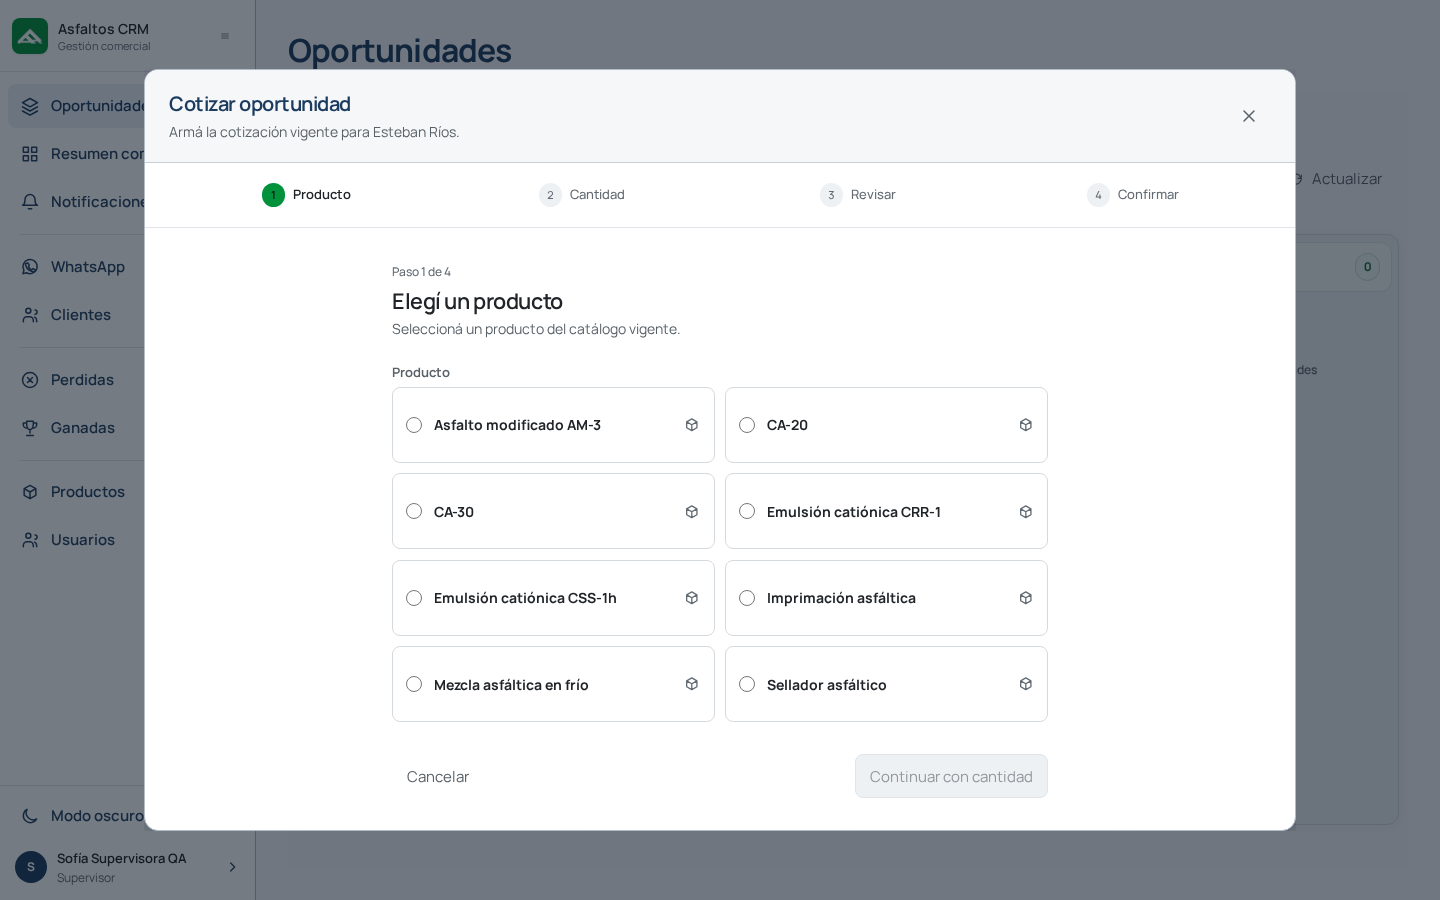 Asfaltos CRM
Gestión comercial
Oportunidades
Oportunidade
Resumen cor
Notificacione
WhatsApp
Clientes
Perdidas
Ganadas
Productos
Usuarios
Modo oscuro
S
Sofía Supervisora QA
Supervisor
Actualizar
0
des
Cotizar oportunidad
Armá la cotización vigente para Esteban Ríos.
1 Producto
2 Cantidad
3 Revisar
4 Confirmar
Paso 1 de 4
Elegí un producto
Seleccioná un producto del catálogo vigente.
Producto
Asfalto modificado AM-3
CA-20
CA-30
Emulsión catiónica CRR-1
Emulsión catiónica CSS-1h
Imprimación asfáltica
Mezcla asfáltica en frío
Sellador asfáltico
Cancelar
Continuar con cantidad